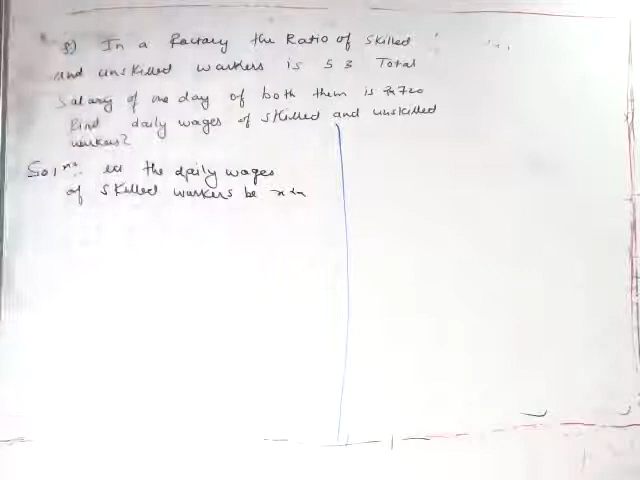 8) In a factory the Ratio of skilled
and unskilled workers is 5 3 Total
salary of one day of both them is ₹ 720
Find daily wages of skilled and unskilled
workers?
Soln: the daily wages
of skilled workers be